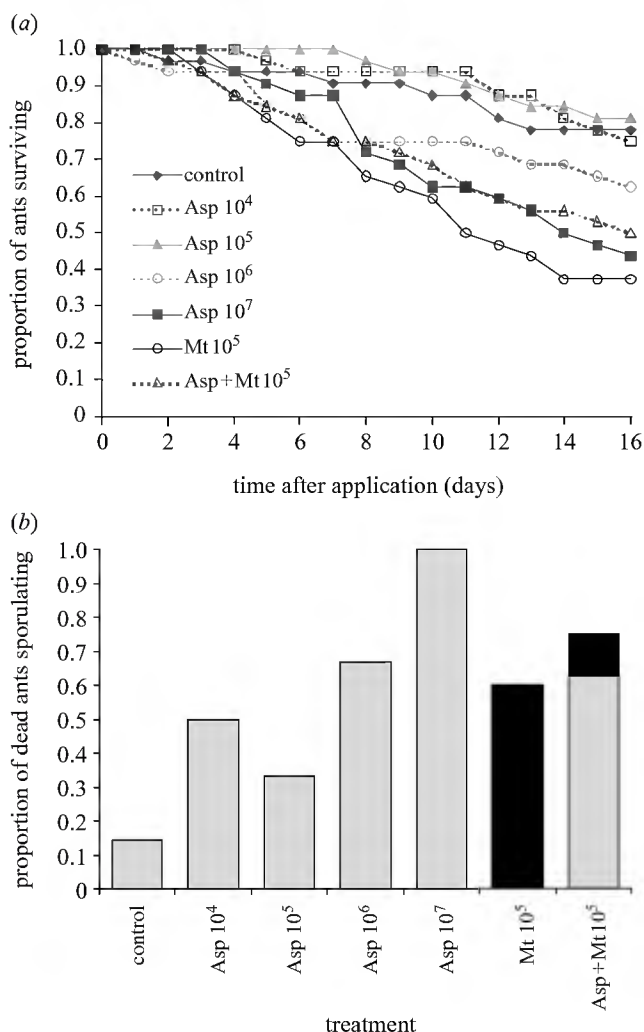 (a)
1.0
0.9
0.8
0.7
0.6
0.5
0.4
0.3
0.2
0.1
0
proportion of ants surviving
control
Asp 10⁴
Asp 10⁵
Asp 10⁶
Asp 10⁷
Mt 10⁵
Asp+Mt 10⁵
0 2 4 6 8 10 12 14 16
time after application (days)
(b)
1.0
0.9
0.8
0.7
0.6
0.5
0.4
0.3
0.2
0.1
0
proportion of dead ants sporulating
control
Asp 10⁴
Asp 10⁵
Asp 10⁶
Asp 10⁷
Mt 10⁵
Asp+Mt 10⁵
treatment